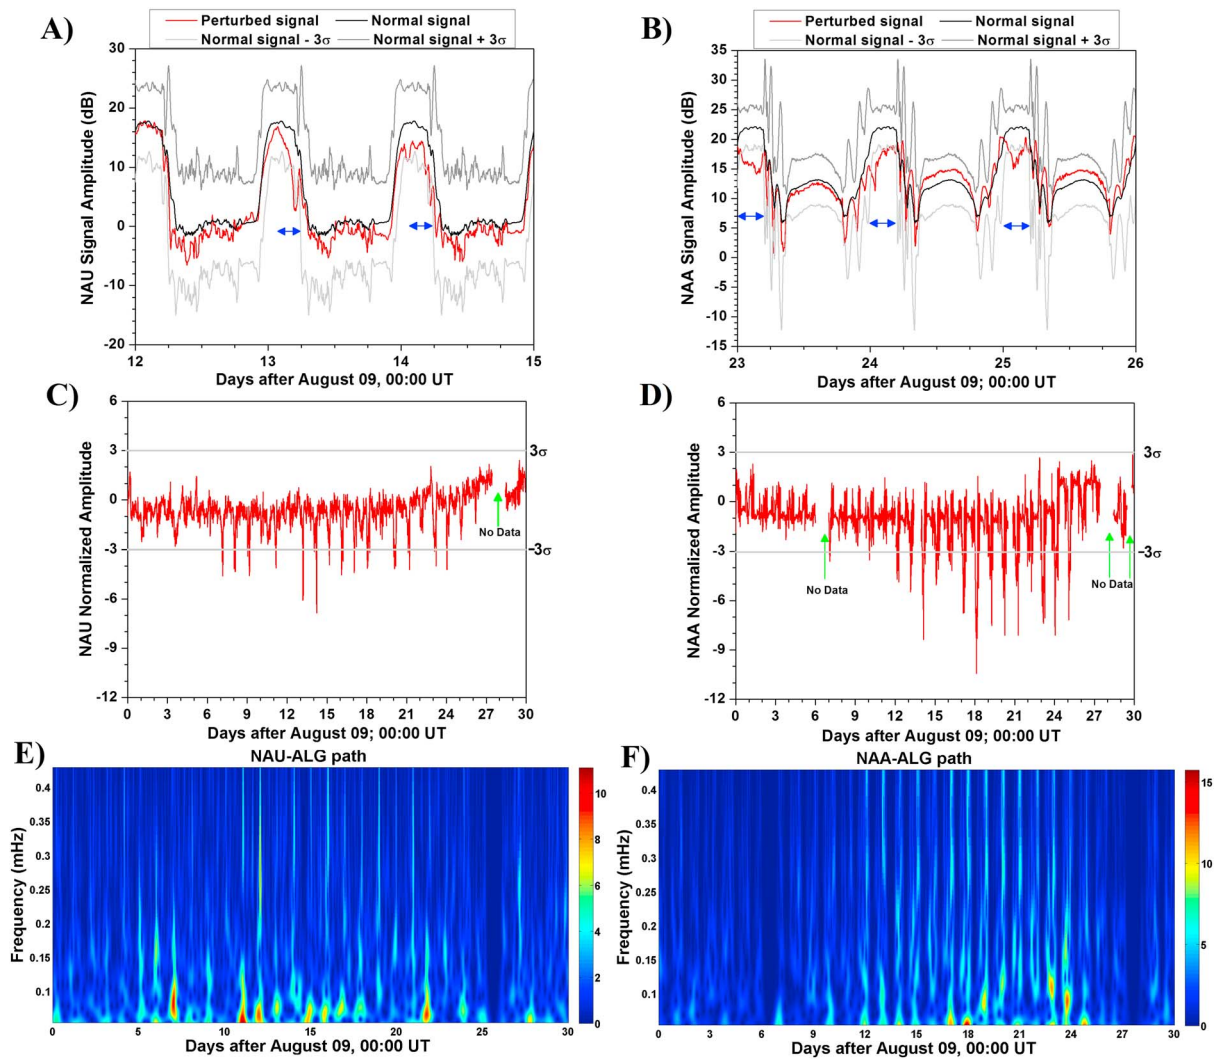 A)
Perturbed signal Normal signal
Normal signal - 3σ Normal signal + 3σ
NAU Signal Amplitude (dB)
30
20
10
0
-10
-20
12 13 14 15
Days after August 09, 00:00 UT
B)
Perturbed signal Normal signal
Normal signal - 3σ Normal signal + 3σ
NAA Signal Amplitude (dB)
35
30
25
20
15
10
5
0
-5
-10
-15
23 24 25 26
Days after August 09; 00:00 UT
C)
NAU Normalized Amplitude
6
3
0
-3
-6
-9
-12
3σ
-3σ
No Data
0 3 6 9 12 15 18 21 24 27 30
Days after August 09; 00:00 UT
D)
NAA Normalized Amplitude
6
3
0
-3
-6
-9
-12
3σ
-3σ
No Data
No Data
0 3 6 9 12 15 18 21 24 27 30
Days after August 09; 00:00 UT
E)
NAU-ALG path
Frequency (mHz)
0.4
0.35
0.3
0.25
0.2
0.15
0.1
0 5 10 15 20 25 30
Days after August 09, 00:00 UT
10
8
6
4
2
0
F)
NAA-ALG path
Frequency (mHz)
0.4
0.3
0.2
0.1
0 3 6 9 12 15 18 21 24 27 30
Days after August 09, 00:00 UT
15
10
5
0